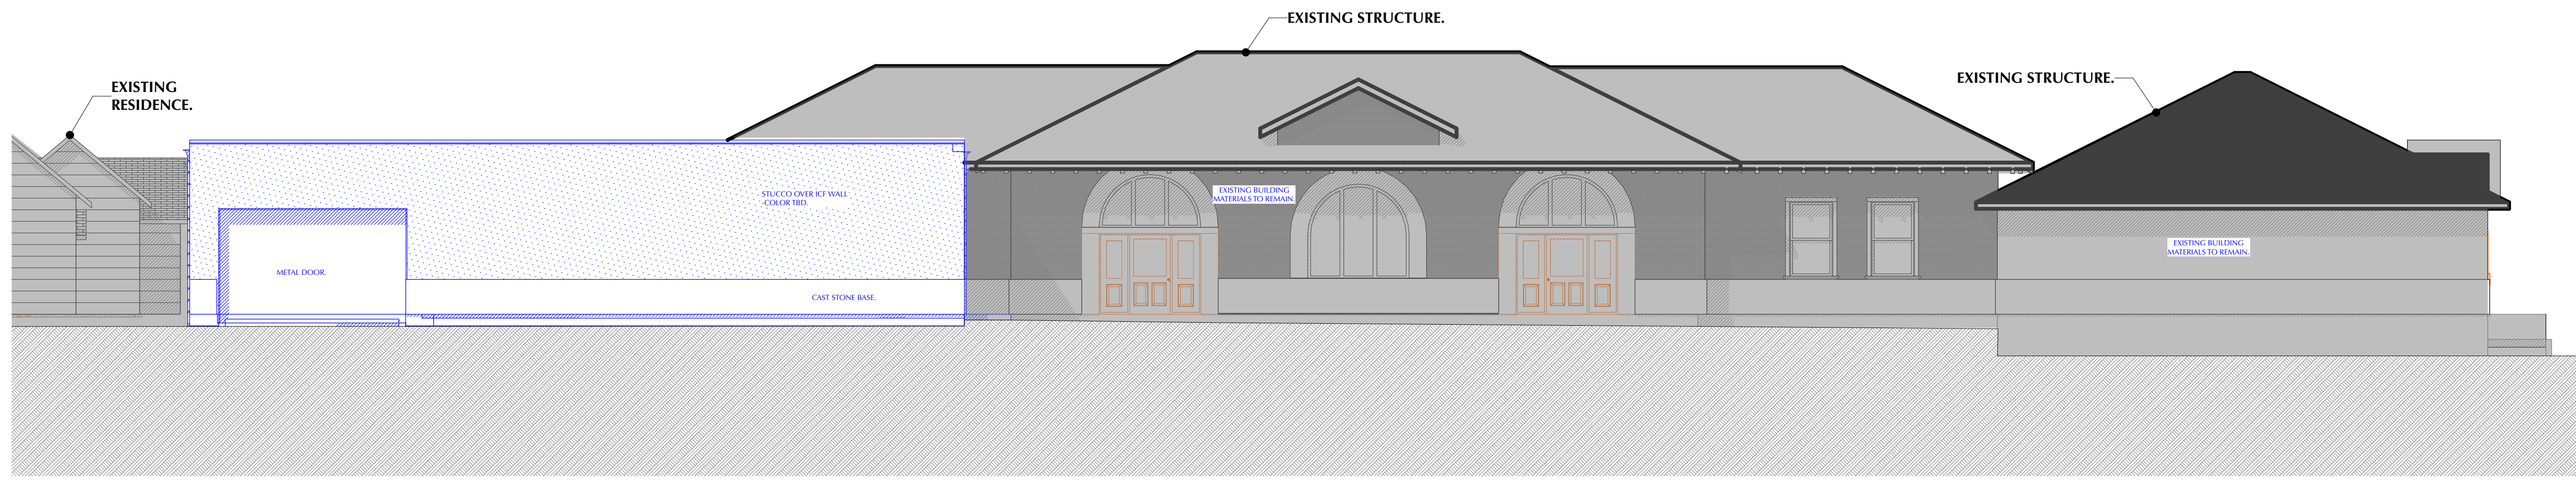 EXISTING STRUCTURE.
EXISTING
RESIDENCE.
EXISTING STRUCTURE.
STUCCO OVER ICF WALL
-COLOR TBD.
EXISTING BUILDING
MATERIALS TO REMAIN.
EXISTING BUILDING
MATERIALS TO REMAIN.
METAL DOOR.
CAST STONE BASE.